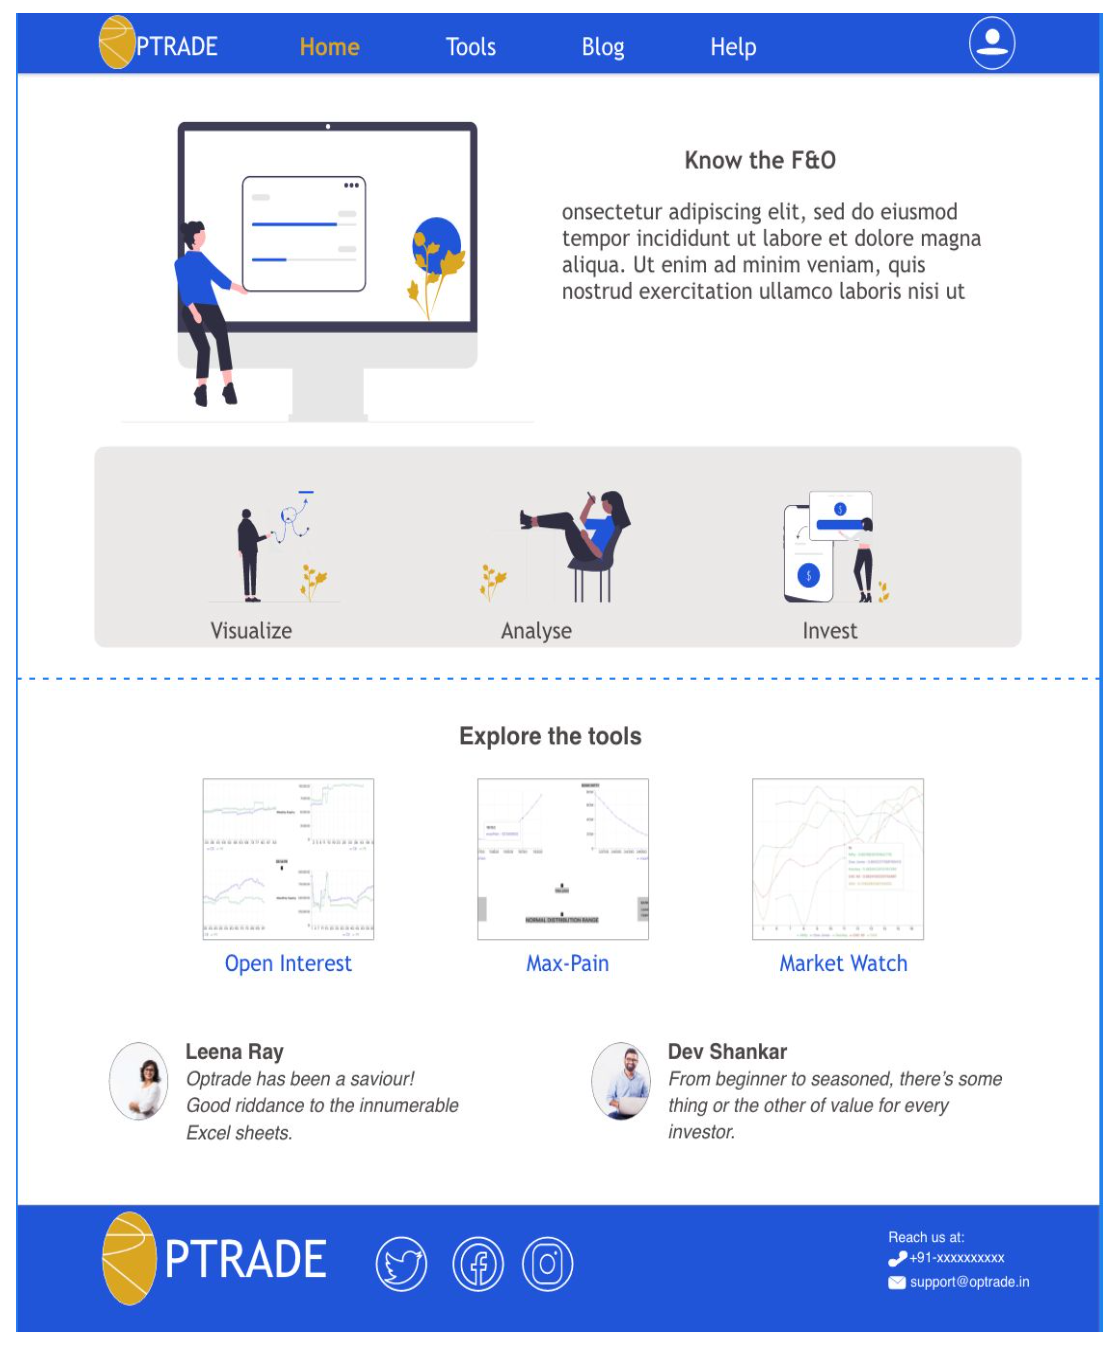 PTRADE Home Tools Blog Help
Know the F&O
onsectetur adipiscing elit, sed do eiusmod
tempor incididunt ut labore et dolore magna
aliqua. Ut enim ad minim veniam, quis
nostrud exercitation ullamco laboris nisi ut
Visualize Analyse Invest
Explore the tools
NORMAL DISTRIBUTION RANGE
Open Interest Max-Pain Market Watch
Leena Ray
Optrade has been a saviour!
Good riddance to the innumerable
Excel sheets.
Dev Shankar
From beginner to seasoned, there's some
thing or the other of value for every
investor.
PTRADE
Reach us at:
+91-xxxxxxxxxx
support@optrade.in